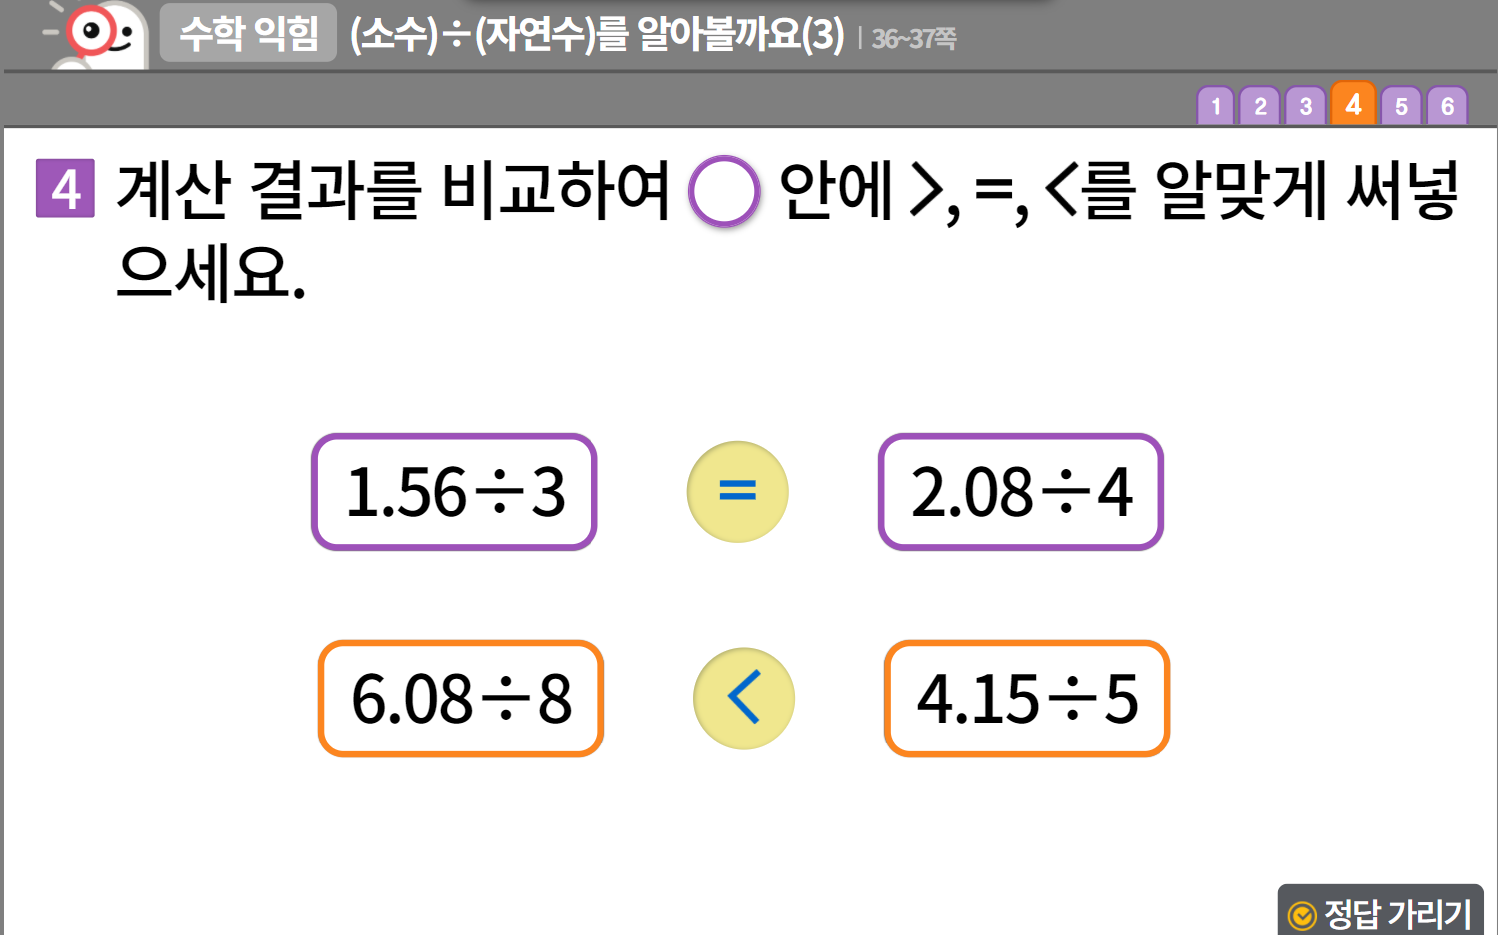 수학 익힘 (소수)÷(자연수)를 알아볼까요(3) | 36~37쪽
1 2 3 4 5 6
4 계산 결과를 비교하여 ○ 안에 >, =, <를 알맞게 써넣
으세요.
1.56÷3 = 2.08÷4
6.08÷8 < 4.15÷5
정답 가리기